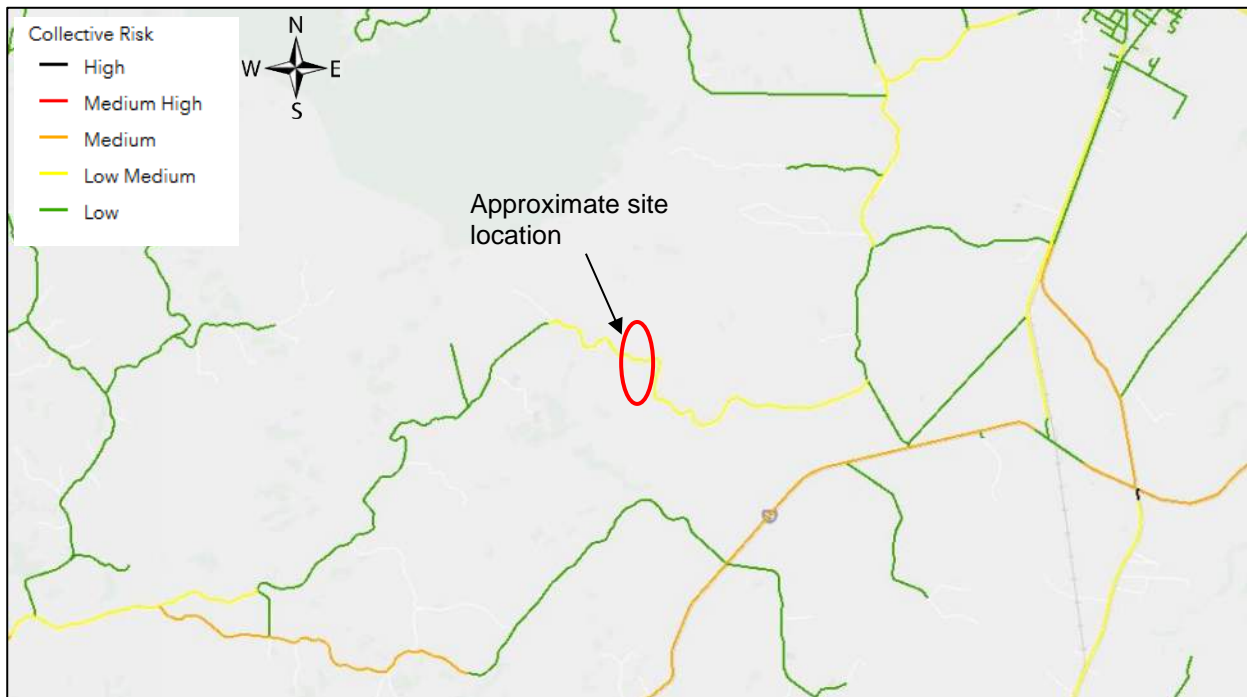 Collective Risk
High
Medium High
Medium
Low Medium
Low
N
W
E
S
Approximate site
location